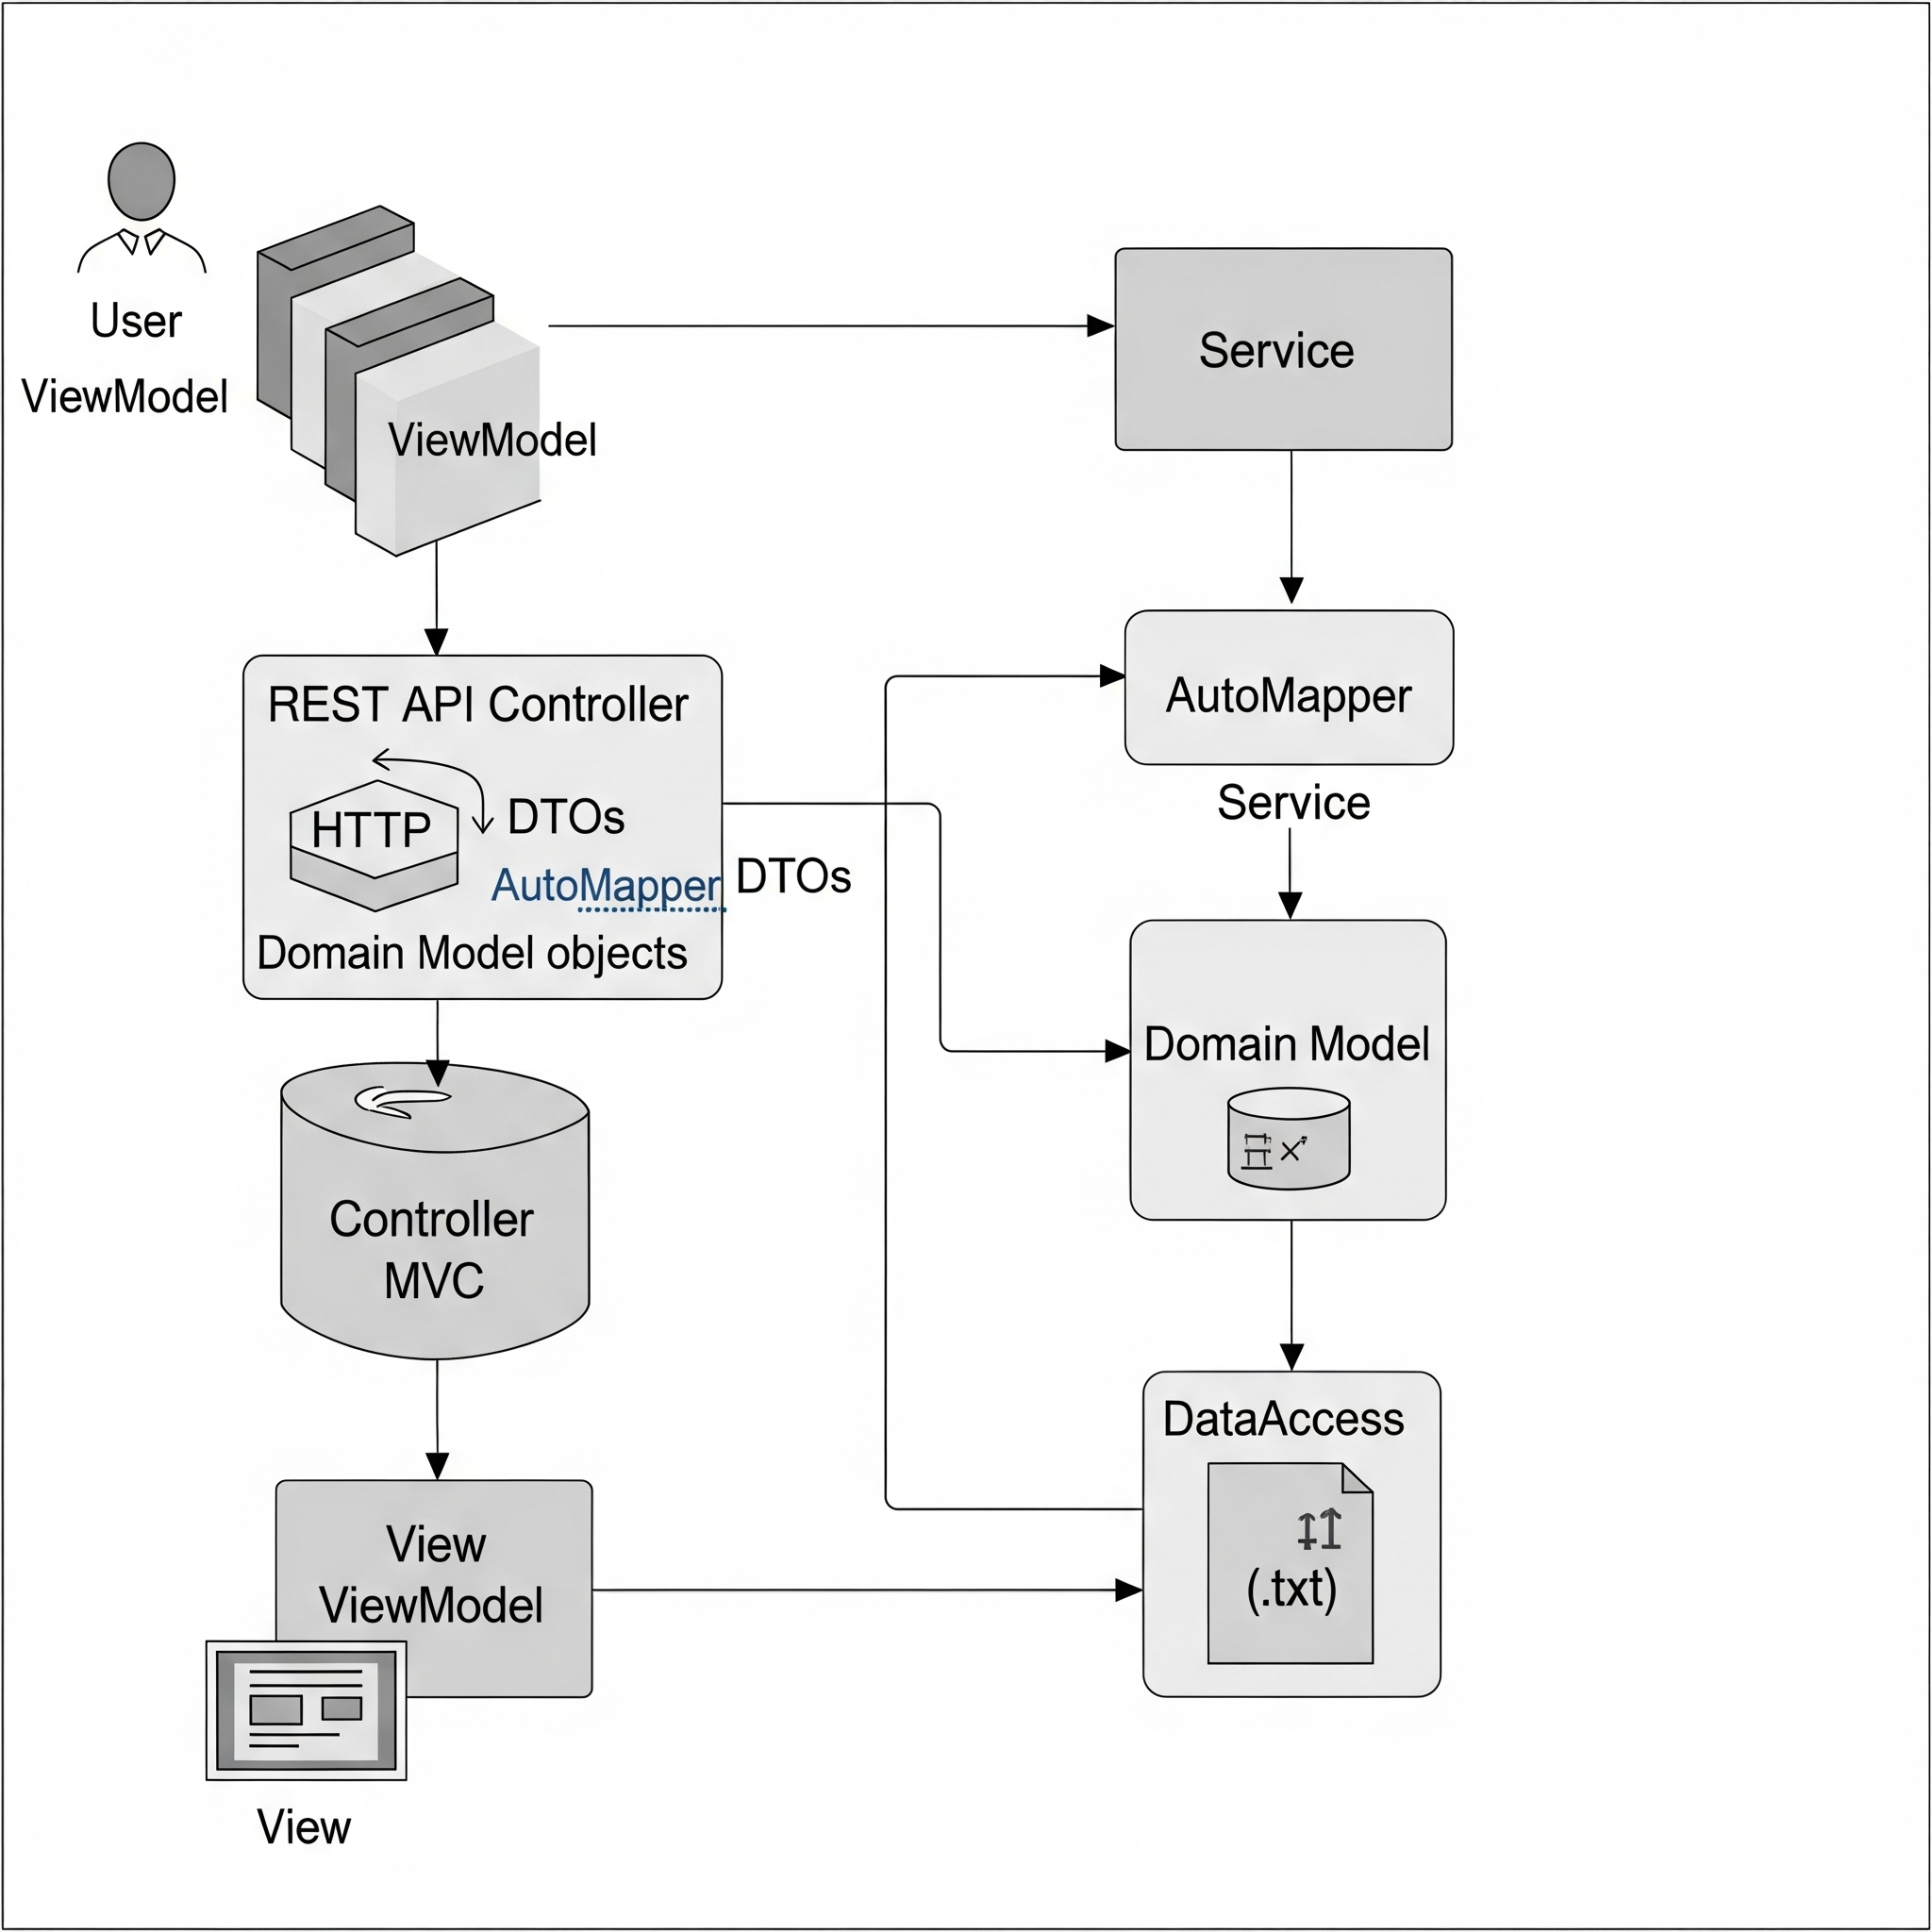 User
ViewModel
ViewModel
Service
REST API Controller
HTTP
DTOs
AutoMapper
DTOs
Domain Model objects
AutoMapper
Service
Domain Model
Controller
MVC
DataAccess
(.txt)
View
ViewModel
View